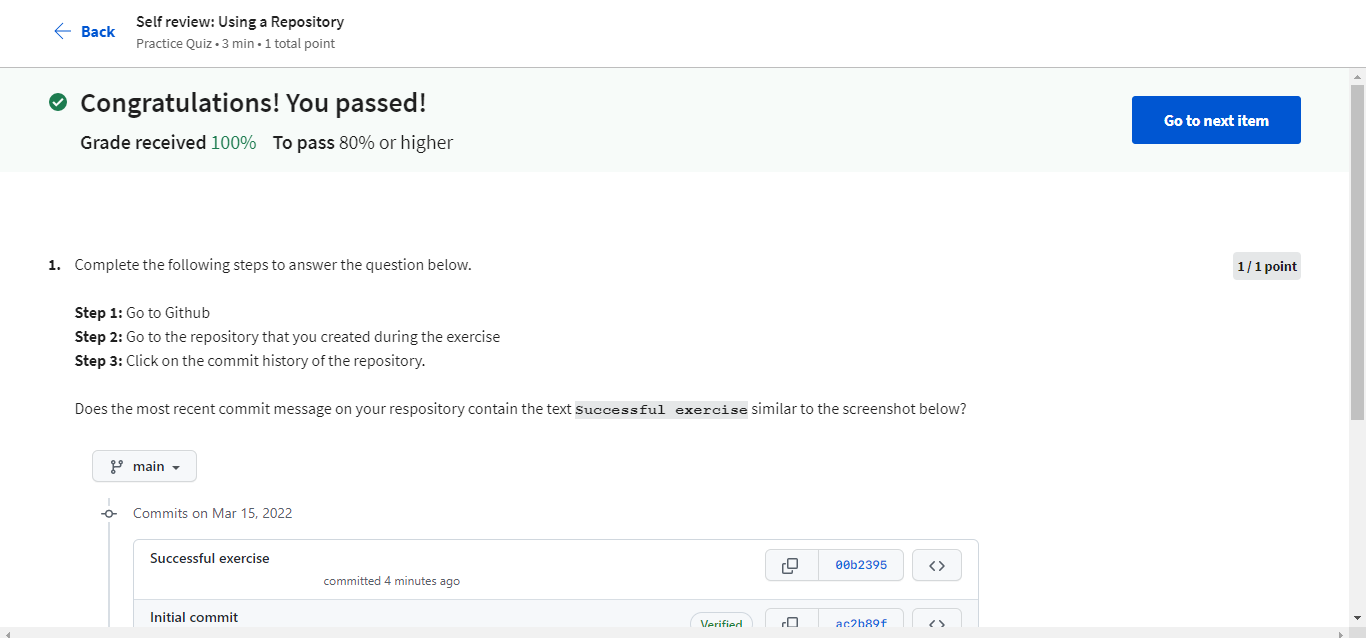 Back
Self review: Using a Repository
Practice Quiz • 3 min • 1 total point
Congratulations! You passed!
Grade received 100% To pass 80% or higher
Go to next item
1. Complete the following steps to answer the question below.
1 / 1 point
Step 1: Go to Github
Step 2: Go to the repository that you created during the exercise
Step 3: Click on the commit history of the repository.
Does the most recent commit message on your respository contain the text Successful exercise similar to the screenshot below?
main
Commits on Mar 15, 2022
Successful exercise
committed 4 minutes ago
00b2395
Initial commit
Verified
ac2b89f